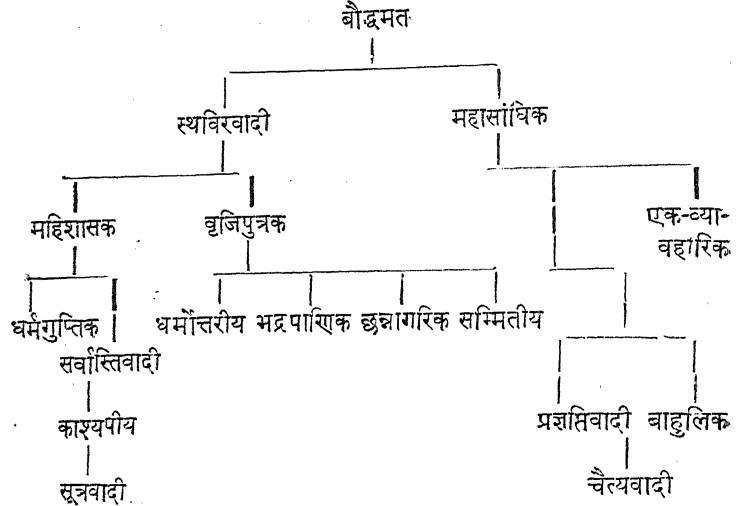 बौद्धमत
स्थविरवादी
महासांघिक
महिशासक
वृजिपुत्रक
एक-व्या-
वहारिक
धर्मगुप्तिक
धर्मोत्तरीय भद्रपाणिक छन्नागरिक सम्मितीय
सर्वास्तिवादी
काश्यपीय
प्रज्ञप्तिवादी बाहुलिक
सूत्रवादी
चैत्यवादी